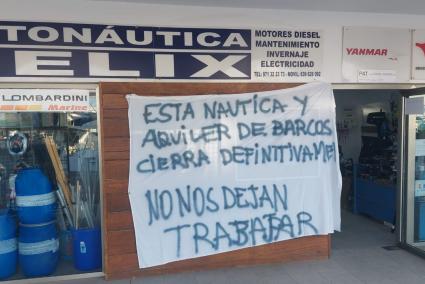 TONÁUTICA
ELIX
MOTORES DIESEL
MANTENIMIENTO
INVERNAJE
ELECTRICIDAD
YANMAR
LOMBARDINI
Marine
ESTA NAUTICA Y
AQUILER DE BARCOS
CIERRA DEFINITIVAME
NO NOS DEJAN
TRABAJAR